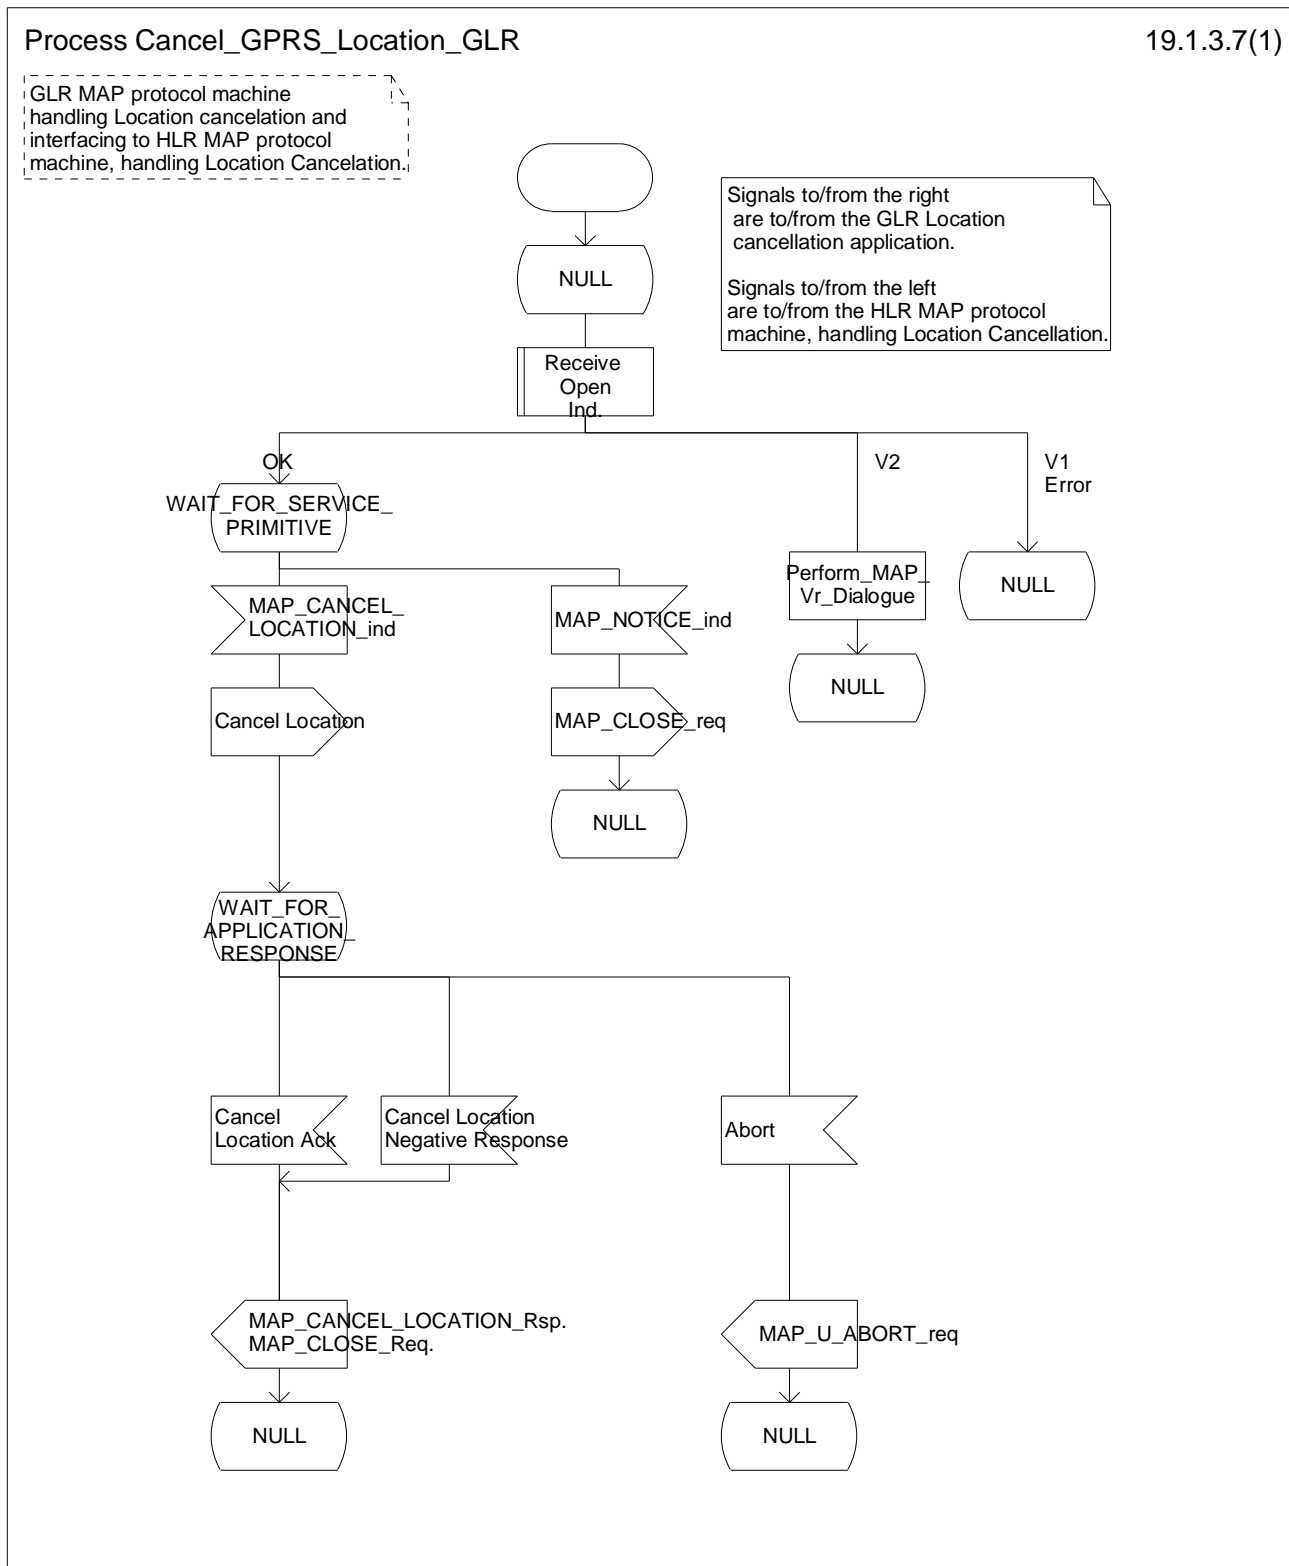 Process Cancel_GPRS_Location_GLR
19.1.3.7(1)
GLR MAP protocol machine
handling Location cancelation and
interfacing to HLR MAP protocol
machine, handling Location Cancelation.
Signals to/from the right
are to/from the GLR Location
cancellation application.
Signals to/from the left
are to/from the HLR MAP protocol
machine, handling Location Cancellation.
NULL
Receive
Open
Ind.
OK
V2
V1
Error
WAIT_FOR_SERVICE_
PRIMITIVE
Perform_MAP_
Vr_Dialogue
NULL
MAP_CANCEL_
LOCATION_ind
MAP_NOTICE_ind
NULL
Cancel Location
MAP_CLOSE_req
NULL
WAIT_FOR_
APPLICATION_
RESPONSE
Cancel
Location Ack
Cancel Location
Negative Response
Abort
MAP_CANCEL_LOCATION_Rsp.
MAP_CLOSE_Req.
MAP_U_ABORT_req
NULL
NULL